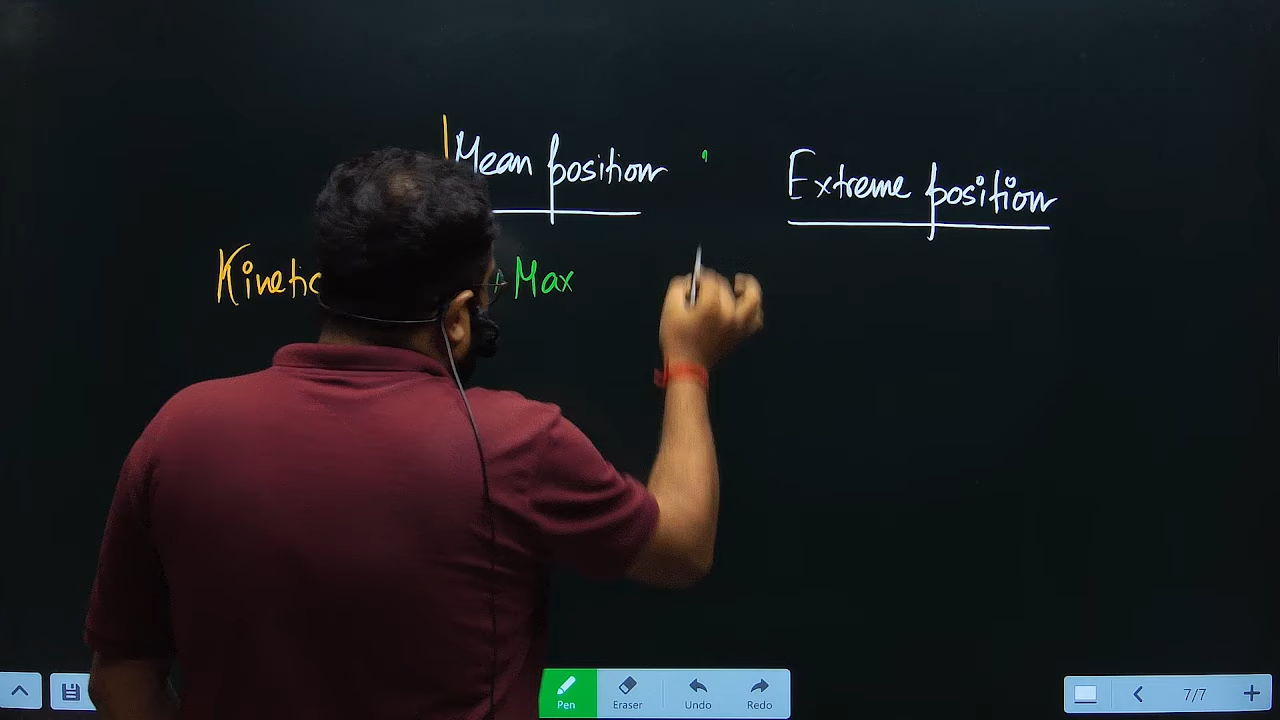 Mean position
Extreme position
Kinetic
Max
Pen
Eraser
Undo
Redo
7/7